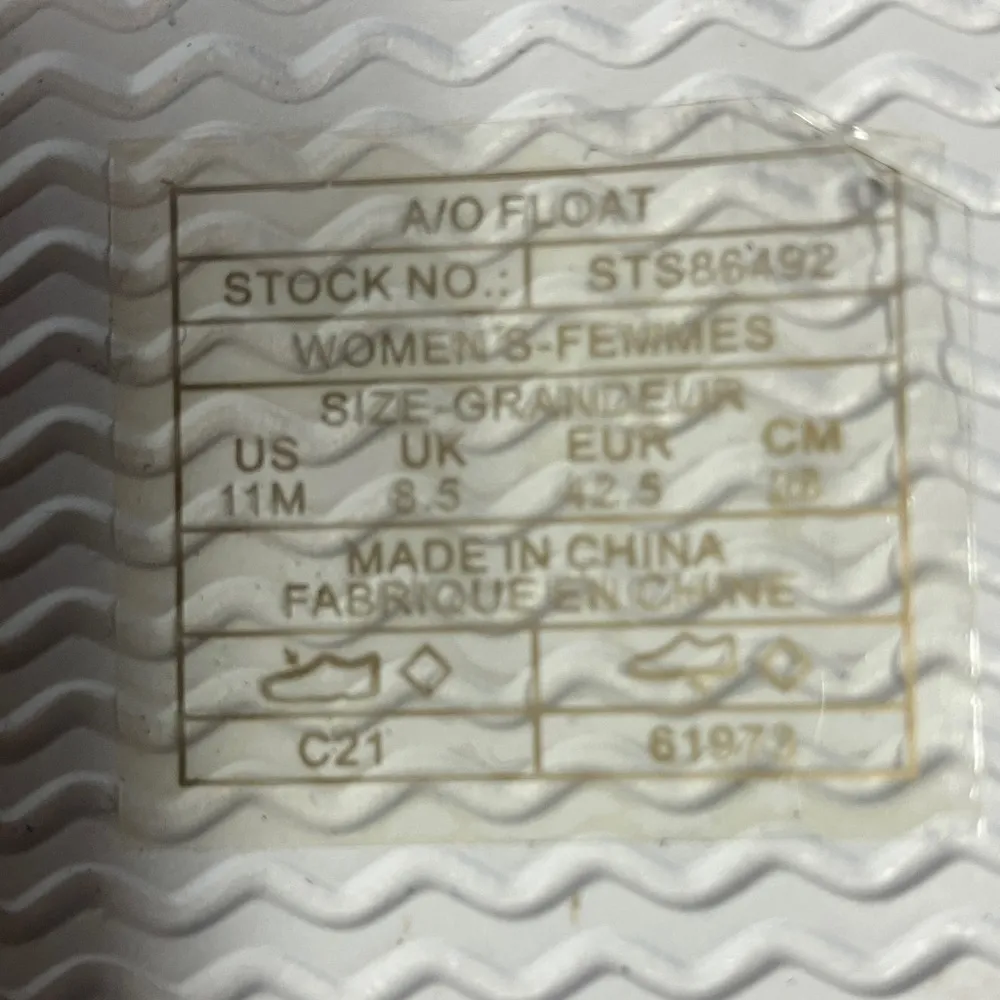 A/O FLOAT
STOCK NO.: STS86492
WOMEN'S-FEMMES
SIZE-GRANDEUR
US UK EUR CM
11M 8.5 42.5
MADE IN CHINA
FABRIQUE EN CHINE
C21